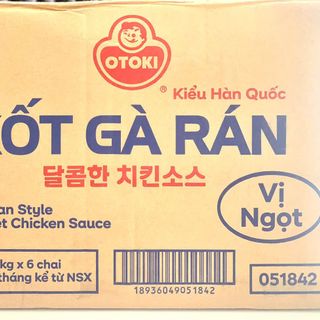 OTOKI
®
Kiểu Hàn Quốc
XỐT GÀ RÁN
달콤한 치킨소스
Vị
Ngọt
an Style
et Chicken Sauce
kg x 6 chai
tháng kể từ NSX
18936049051842
051842